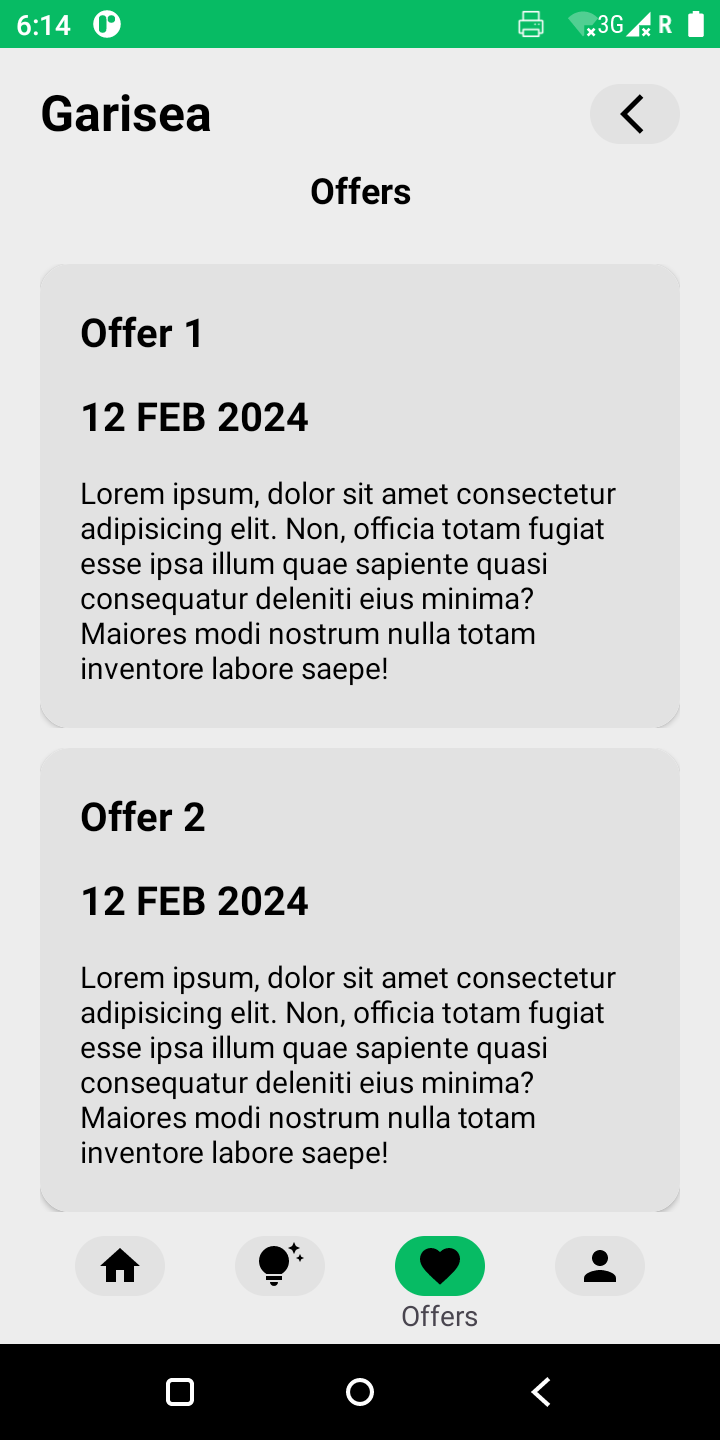 6:14
3G
R
Garisea
Offers
Offer 1
12 FEB 2024
Lorem ipsum, dolor sit amet consectetur
adipisicing elit. Non, officia totam fugiat
esse ipsa illum quae sapiente quasi
consequatur deleniti eius minima?
Maiores modi nostrum nulla totam
inventore labore saepe!
Offer 2
12 FEB 2024
Lorem ipsum, dolor sit amet consectetur
adipisicing elit. Non, officia totam fugiat
esse ipsa illum quae sapiente quasi
consequatur deleniti eius minima?
Maiores modi nostrum nulla totam
inventore labore saepe!
Offers